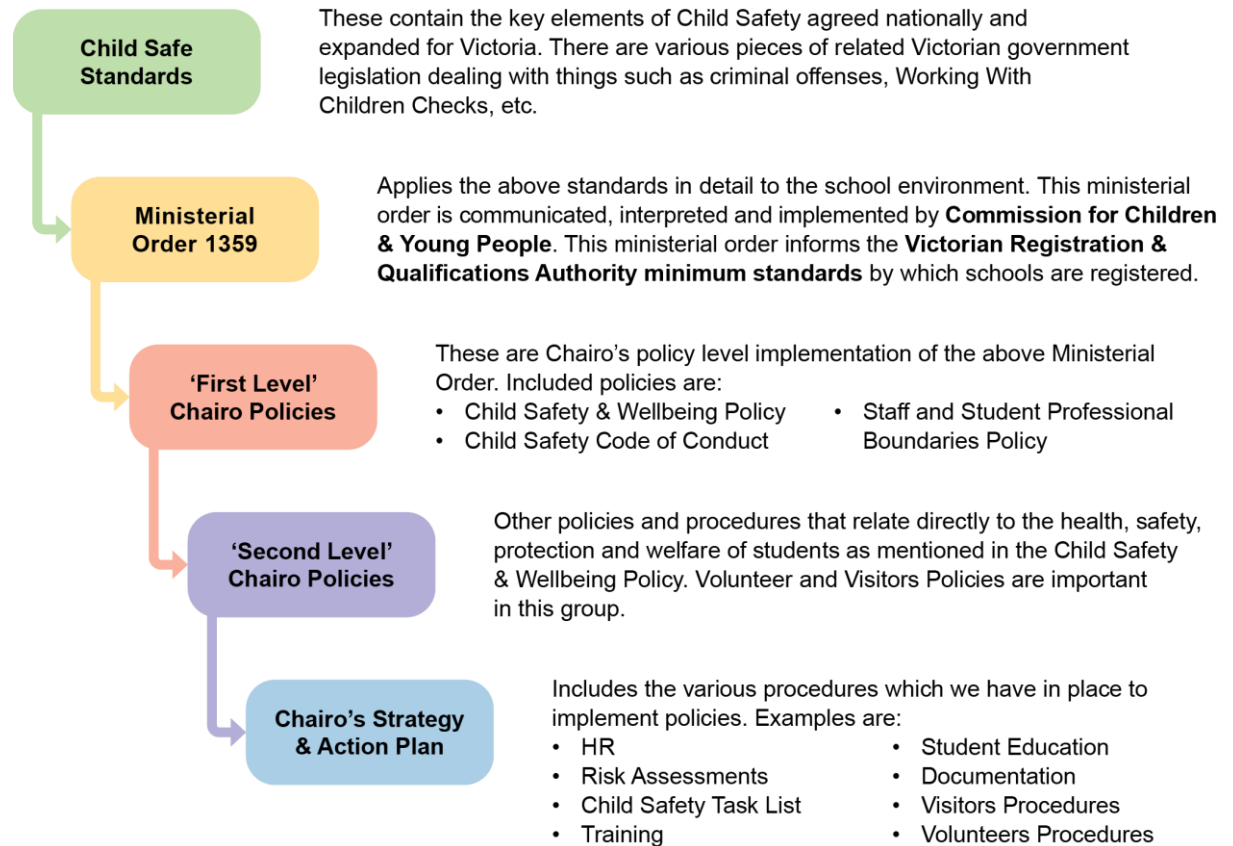 Child Safe
Standards
These contain the key elements of Child Safety agreed nationally and
expanded for Victoria. There are various pieces of related Victorian government
legislation dealing with things such as criminal offenses, Working With
Children Checks, etc.
Ministerial
Order 1359
Applies the above standards in detail to the school environment. This ministerial
order is communicated, interpreted and implemented by Commission for Children
& Young People. This ministerial order informs the Victorian Registration &
Qualifications Authority minimum standards by which schools are registered.
‘First Level’
Chairo Policies
These are Chairo’s policy level implementation of the above Ministerial
Order. Included policies are:
• Child Safety & Wellbeing Policy
• Child Safety Code of Conduct
• Staff and Student Professional
Boundaries Policy
‘Second Level’
Chairo Policies
Other policies and procedures that relate directly to the health, safety,
protection and welfare of students as mentioned in the Child Safety
& Wellbeing Policy. Volunteer and Visitors Policies are important
in this group.
Chairo’s Strategy
& Action Plan
Includes the various procedures which we have in place to
implement policies. Examples are:
• HR
• Risk Assessments
• Child Safety Task List
• Training
• Student Education
• Documentation
• Visitors Procedures
• Volunteers Procedures